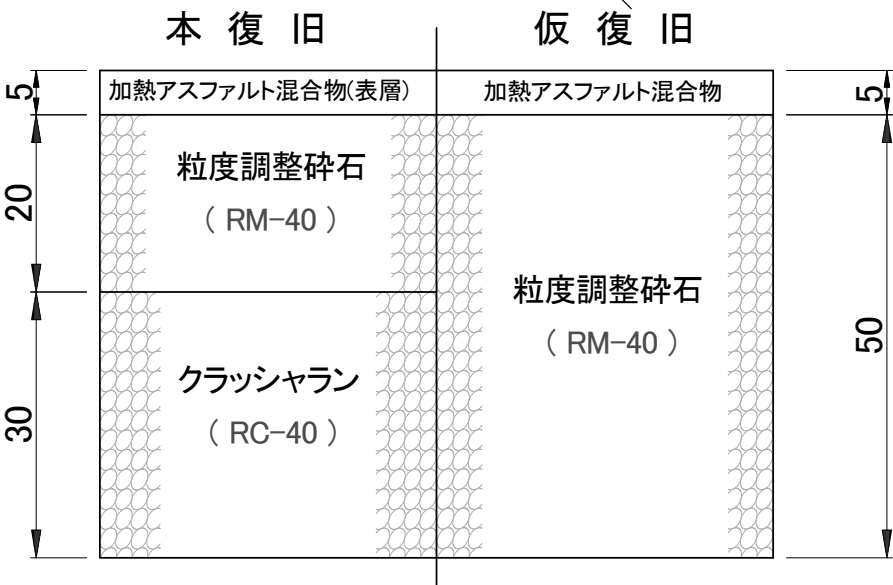 本復旧
仮復旧
5
加熱アスファルト混合物(表層)
加熱アスファルト混合物
5
20
粒度調整砕石
( RM-40 )
粒度調整砕石
( RM-40 )
50
30
クラッシャラン
( RC-40 )